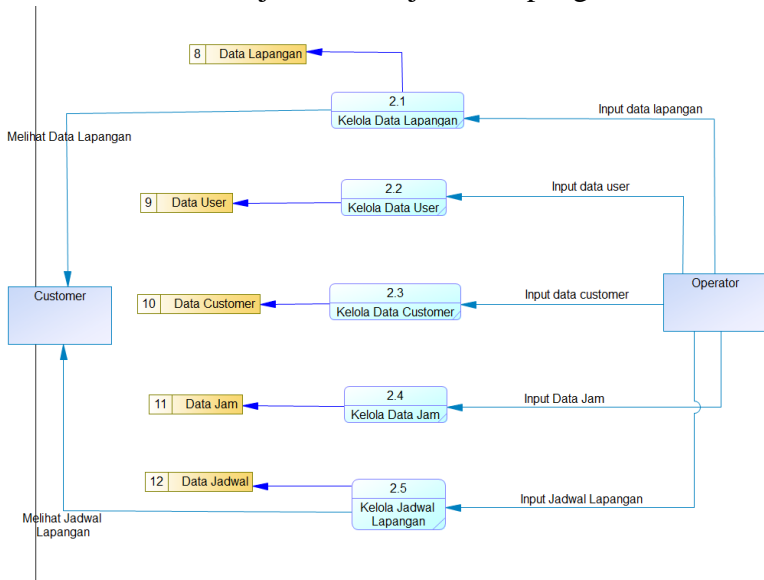 8 Data Lapangan
2.1
Kelola Data Lapangan
Input data lapangan
Melihat Data Lapangan
9 Data User
2.2
Kelola Data User
Input data user
Customer
10 Data Customer
2.3
Kelola Data Customer
Input data customer
Operator
11 Data Jam
2.4
Kelola Data Jam
Input Data Jam
12 Data Jadwal
2.5
Kelola Jadwal
Lapangan
Input Jadwal Lapangan
Melihat Jadwal
Lapangan